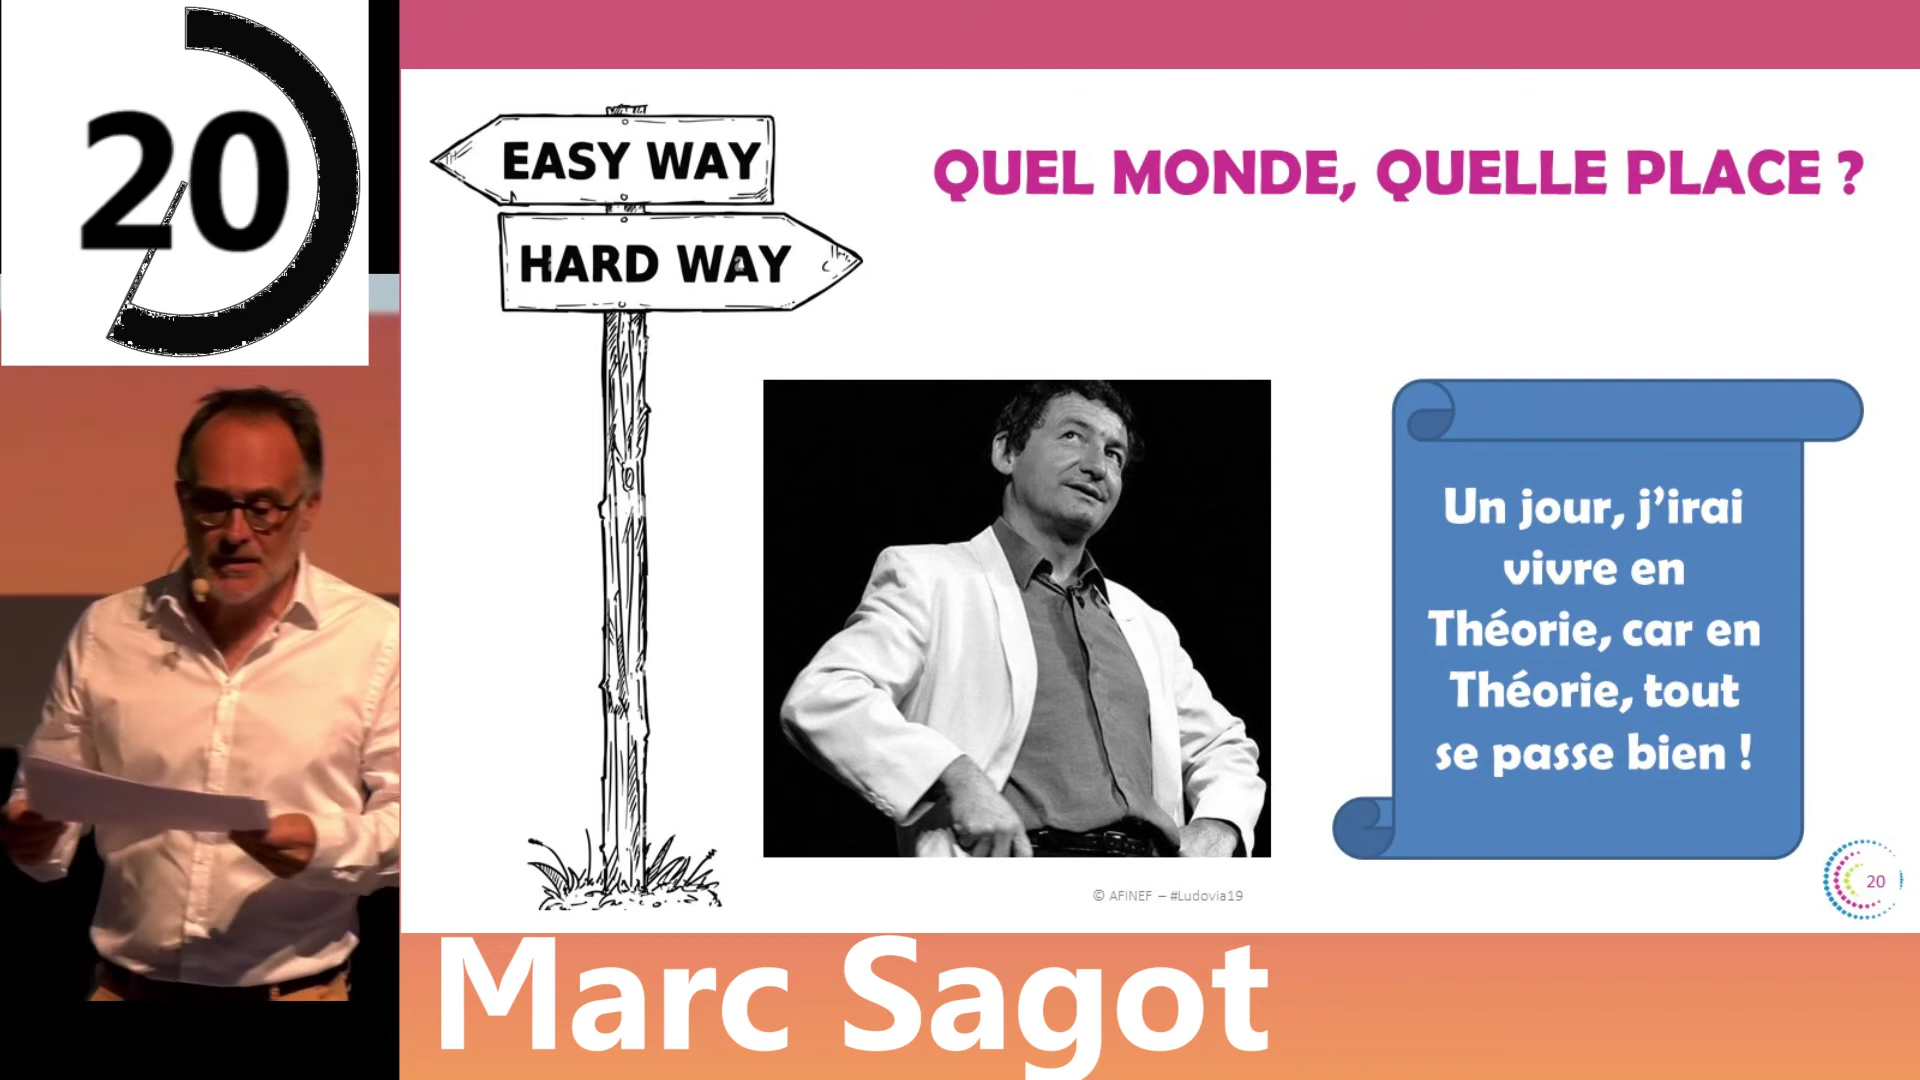 20
EASY WAY
HARD WAY
QUEL MONDE, QUELLE PLACE ?
Un jour, j’irai
vivre en
Théorie, car en
Théorie, tout
se passe bien !
© AFINEF – #Ludovia19
20
Marc Sagot